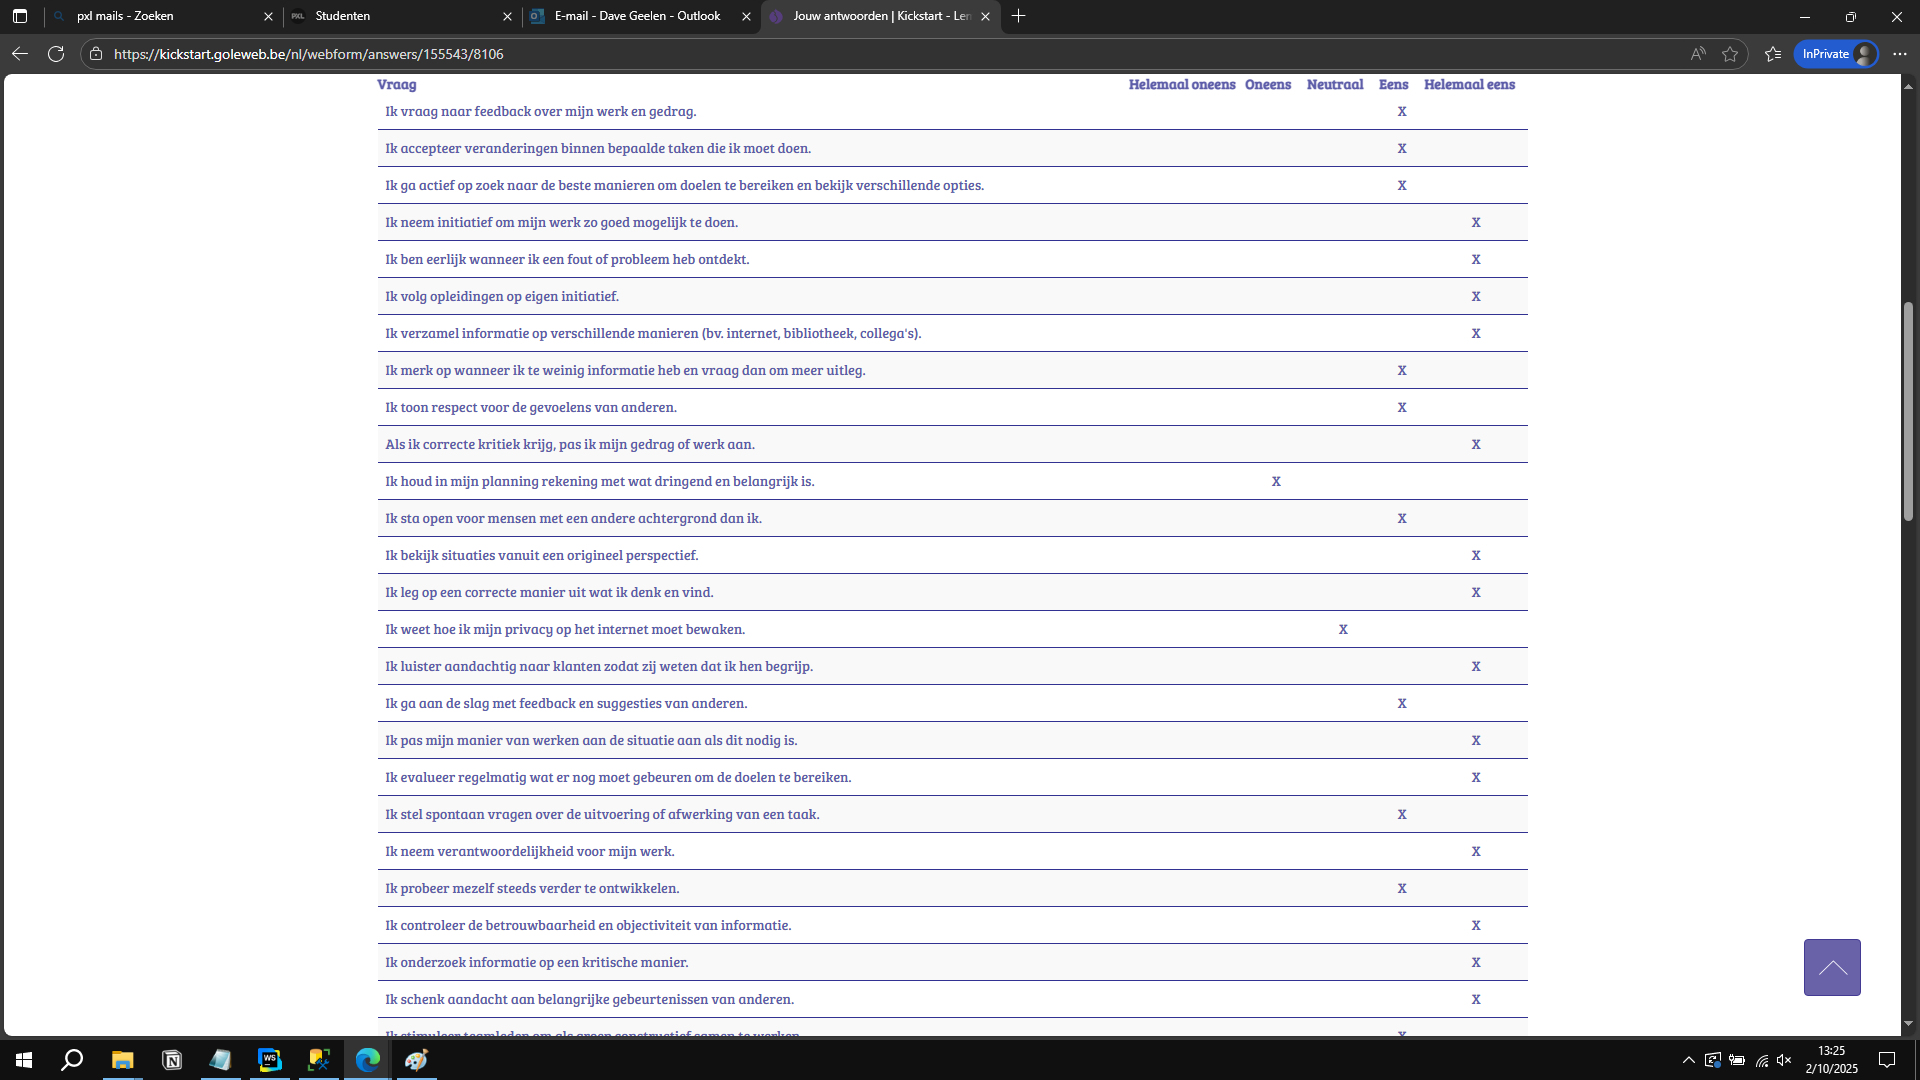 pxl mails - Zoeken
PXL Studenten
E-mail - Dave Geelen - Outlook
Jouw antwoorden | Kickstart - Ler
https://kickstart.goleweb.be/nl/webform/answers/155543/8106
InPrivate
Vraag Helemaal oneens Oneens Neutraal Eens Helemaal eens
Ik vraag naar feedback over mijn werk en gedrag. X
Ik accepteer veranderingen binnen bepaalde taken die ik moet doen. X
Ik ga actief op zoek naar de beste manieren om doelen te bereiken en bekijk verschillende opties. X
Ik neem initiatief om mijn werk zo goed mogelijk te doen. X
Ik ben eerlijk wanneer ik een fout of probleem heb ontdekt. X
Ik volg opleidingen op eigen initiatief. X
Ik verzamel informatie op verschillende manieren (bv. internet, bibliotheek, collega's). X
Ik merk op wanneer ik te weinig informatie heb en vraag dan om meer uitleg. X
Ik toon respect voor de gevoelens van anderen. X
Als ik correcte kritiek krijg, pas ik mijn gedrag of werk aan. X
Ik houd in mijn planning rekening met wat dringend en belangrijk is. X
Ik sta open voor mensen met een andere achtergrond dan ik. X
Ik bekijk situaties vanuit een origineel perspectief. X
Ik leg op een correcte manier uit wat ik denk en vind. X
Ik weet hoe ik mijn privacy op het internet moet bewaken. X
Ik luister aandachtig naar klanten zodat zij weten dat ik hen begrijp. X
Ik ga aan de slag met feedback en suggesties van anderen. X
Ik pas mijn manier van werken aan de situatie aan als dit nodig is. X
Ik evalueer regelmatig wat er nog moet gebeuren om de doelen te bereiken. X
Ik stel spontaan vragen over de uitvoering of afwerking van een taak. X
Ik neem verantwoordelijkheid voor mijn werk. X
Ik probeer mezelf steeds verder te ontwikkelen. X
Ik controleer de betrouwbaarheid en objectiviteit van informatie. X
Ik onderzoek informatie op een kritische manier. X
Ik schenk aandacht aan belangrijke gebeurtenissen van anderen. X
Ik stimuleer teamleden om als groep constructief samen te werken. X
WS
13:25
2/10/2025